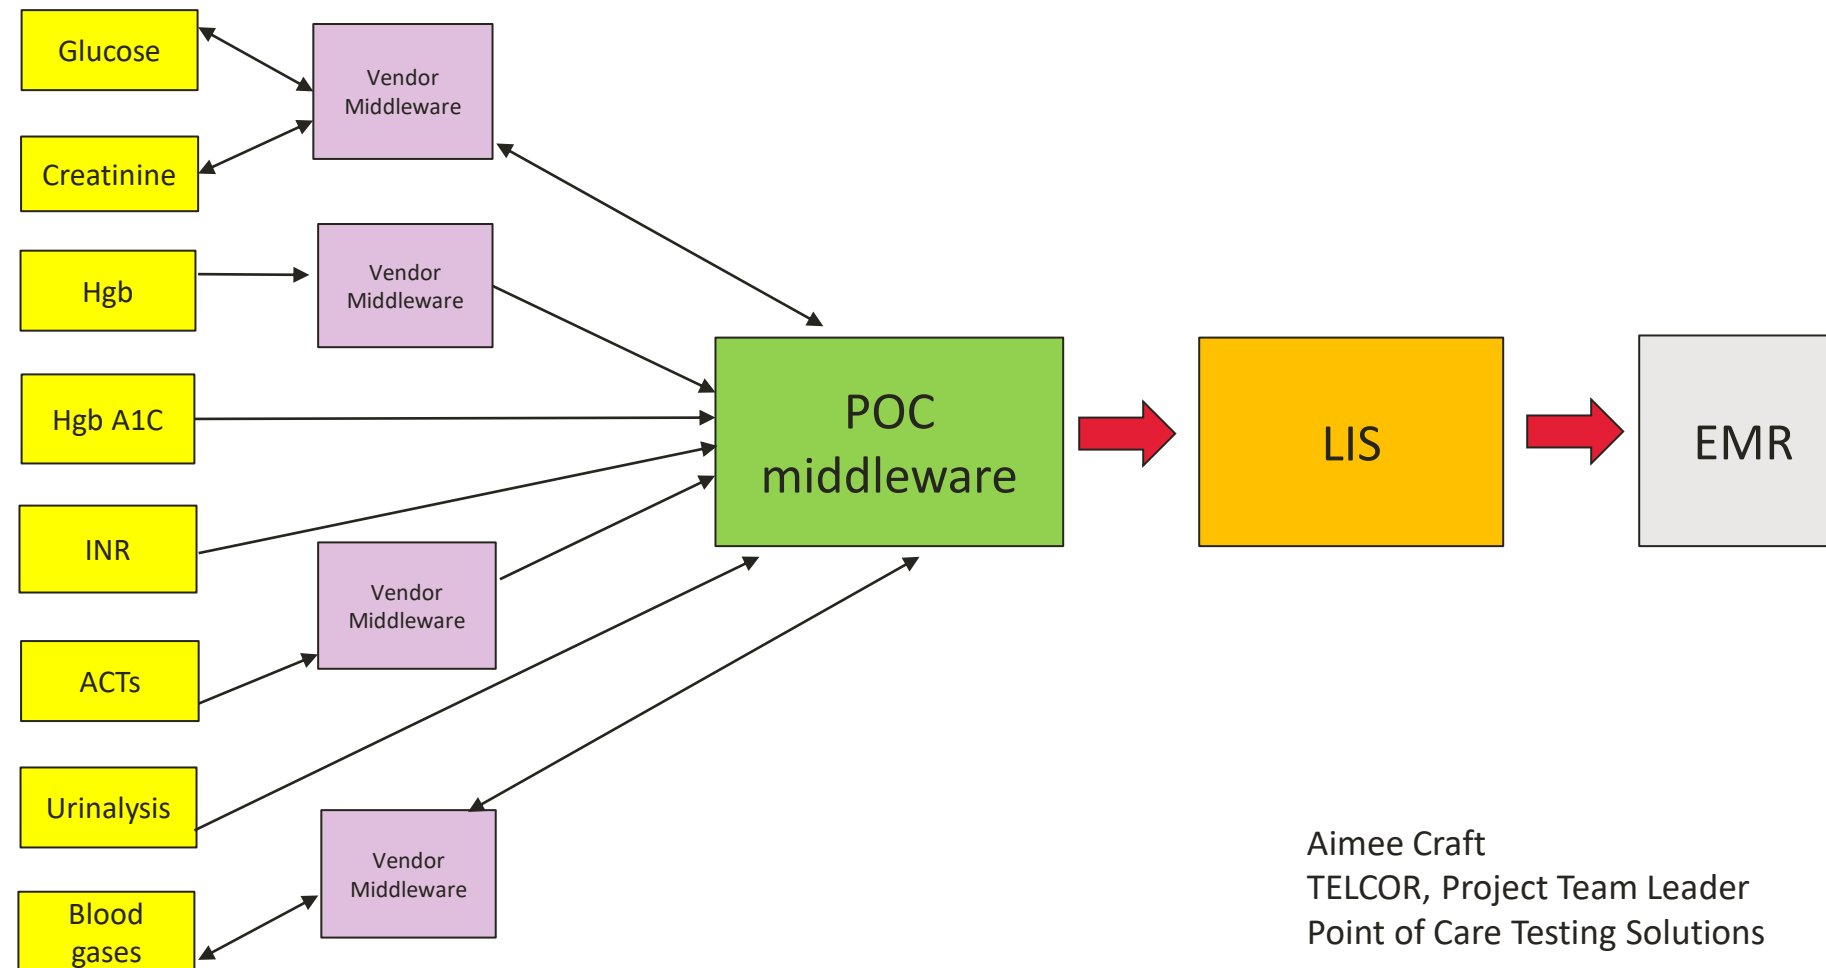 Glucose
Vendor
Middleware
Creatinine
Hgb
Vendor
Middleware
Hgb A1C
POC
middleware
LIS
EMR
INR
Vendor
Middleware
ACTs
Urinalysis
Vendor
Middleware
Blood
gases
Aimee Craft
TELCOR, Project Team Leader
Point of Care Testing Solutions